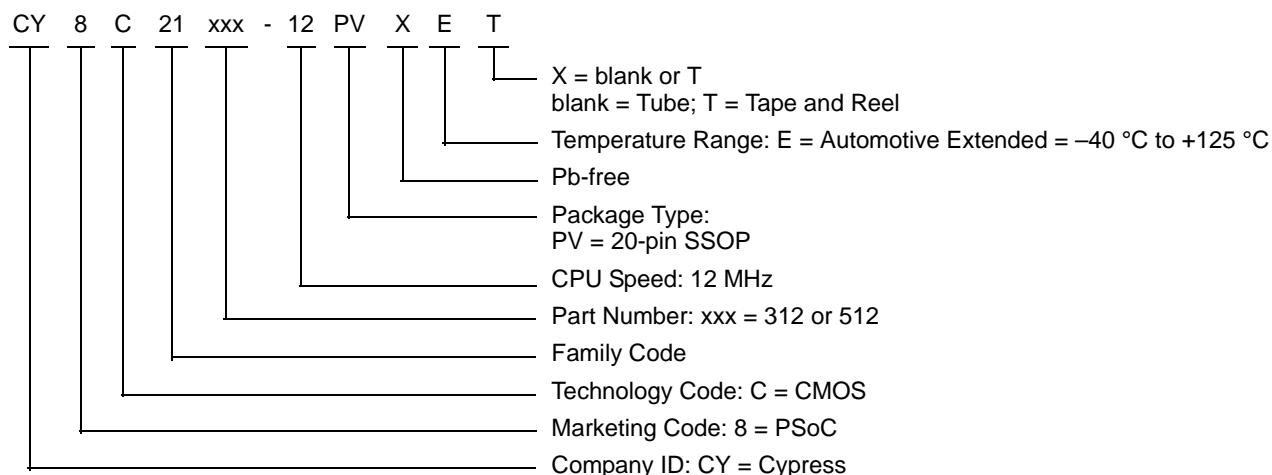 CY 8 C 21 xxx - 12 PV X E T
X = blank or T
blank = Tube; T = Tape and Reel
Temperature Range: E = Automotive Extended = –40 °C to +125 °C
Pb-free
Package Type:
PV = 20-pin SSOP
CPU Speed: 12 MHz
Part Number: xxx = 312 or 512
Family Code
Technology Code: C = CMOS
Marketing Code: 8 = PSoC
Company ID: CY = Cypress